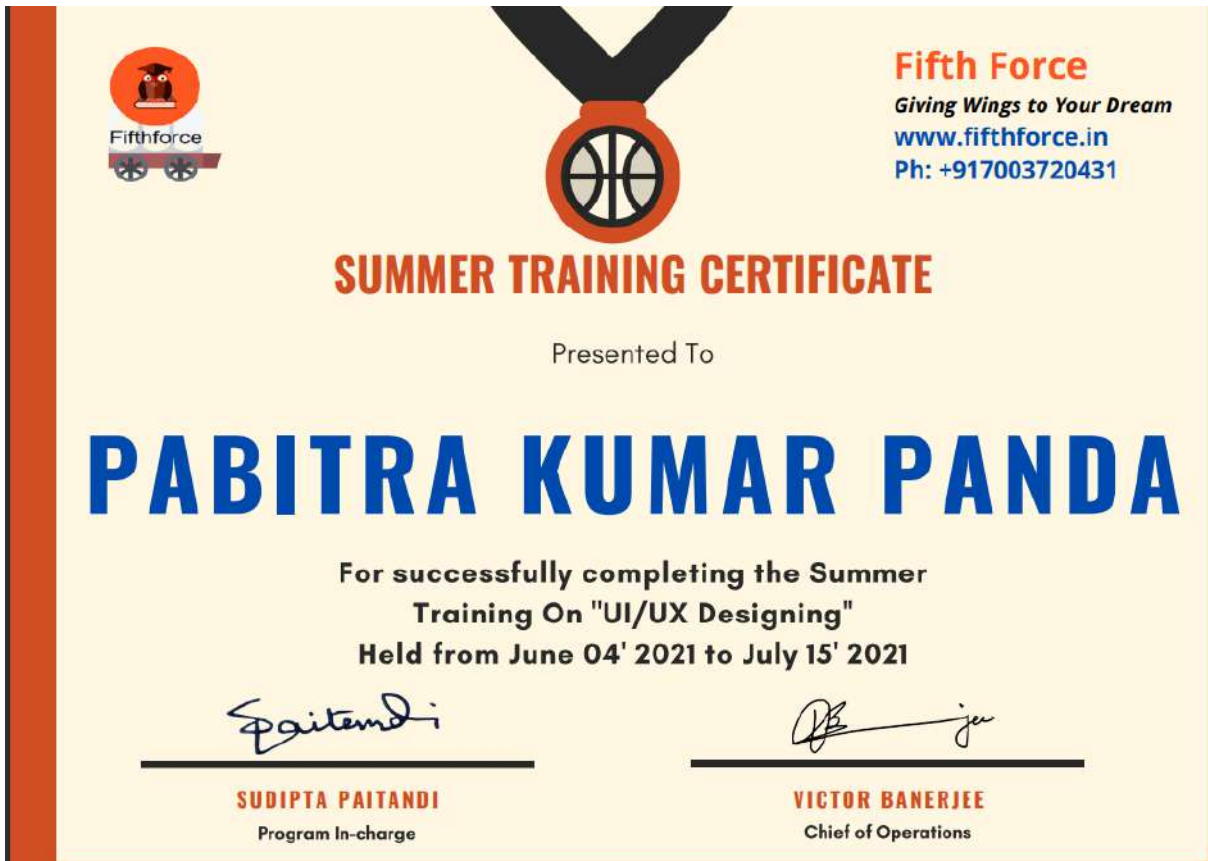 Fifthforce
Fifth Force
Giving Wings to Your Dream
www.fifthforce.in
Ph: +917003720431
SUMMER TRAINING CERTIFICATE
Presented To
PABITRA KUMAR PANDA
For successfully completing the Summer
Training On "UI/UX Designing"
Held from June 04' 2021 to July 15' 2021
Spaitandi
SUDIPTA PAITANDI
Program In-charge
VICTOR BANERJEE
Chief of Operations